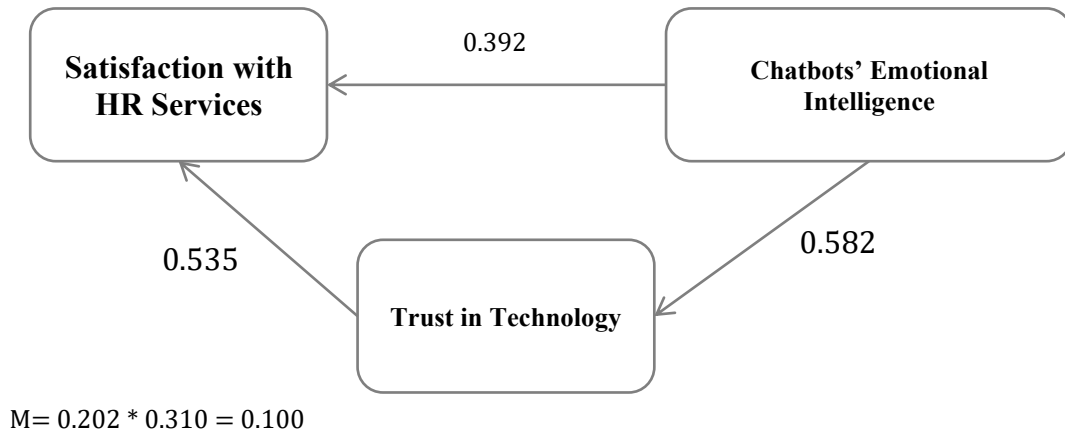 0.392
Satisfaction with
HR Services
Chatbots’ Emotional
Intelligence
0.535
0.582
Trust in Technology
M= 0.202 * 0.310 = 0.100